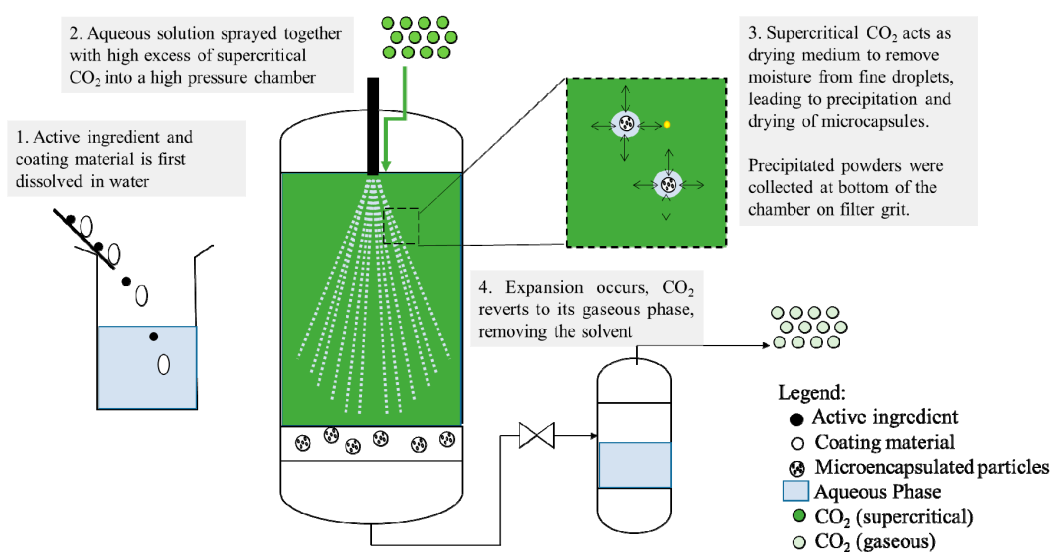 2. Aqueous solution sprayed together
with high excess of supercritical
CO₂ into a high pressure chamber
3. Supercritical CO₂ acts as
drying medium to remove
moisture from fine droplets,
leading to precipitation and
drying of microcapsules.
Precipitated powders were
collected at bottom of the
chamber on filter grit.
1. Active ingredient and
coating material is first
dissolved in water
4. Expansion occurs, CO₂
reverts to its gaseous phase,
removing the solvent
Legend:
Active ingredient
Coating material
Microencapsulated particles
Aqueous Phase
CO₂ (supercritical)
CO₂ (gaseous)